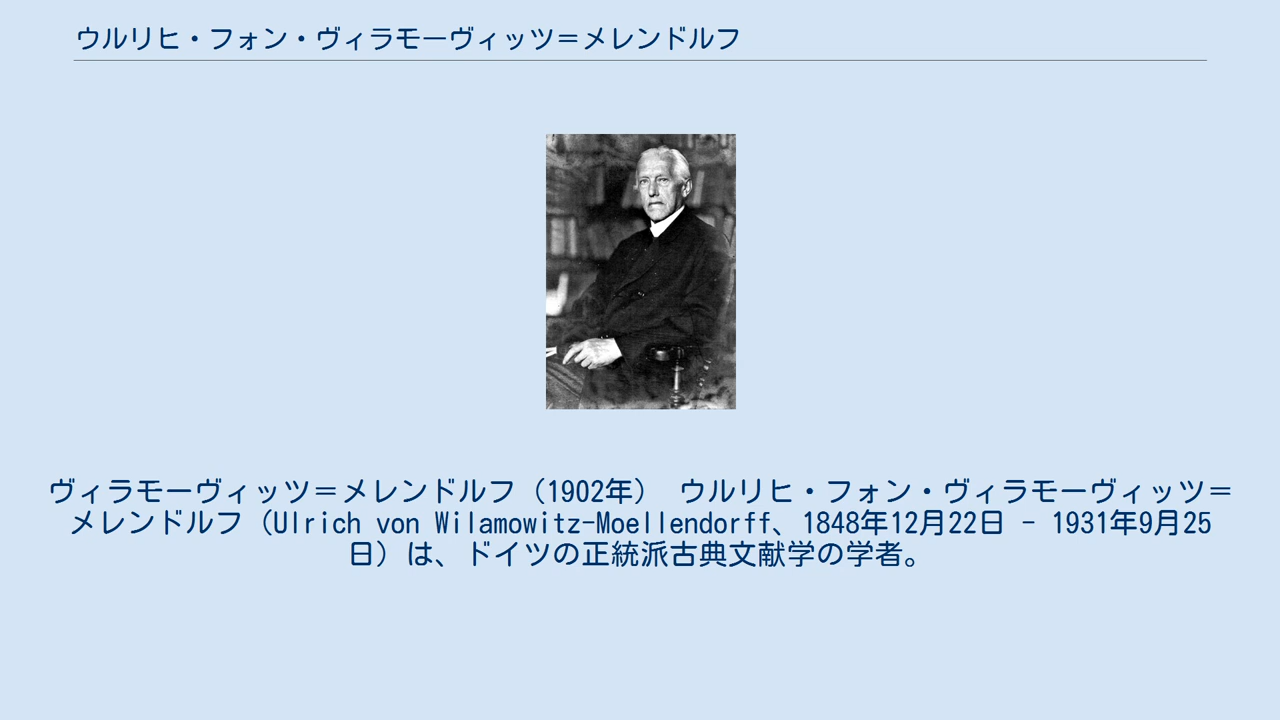 ウルリヒ・フォン・ヴィラモーヴィッツ＝メレンドルフ
ヴィラモーヴィッツ＝メレンドルフ（1902年） ウルリヒ・フォン・ヴィラモーヴィッツ＝
メレンドルフ（Ulrich von Wilamowitz-Moellendorff、1848年12月22日 - 1931年9月25
日）は、ドイツの正統派古典文献学の学者。